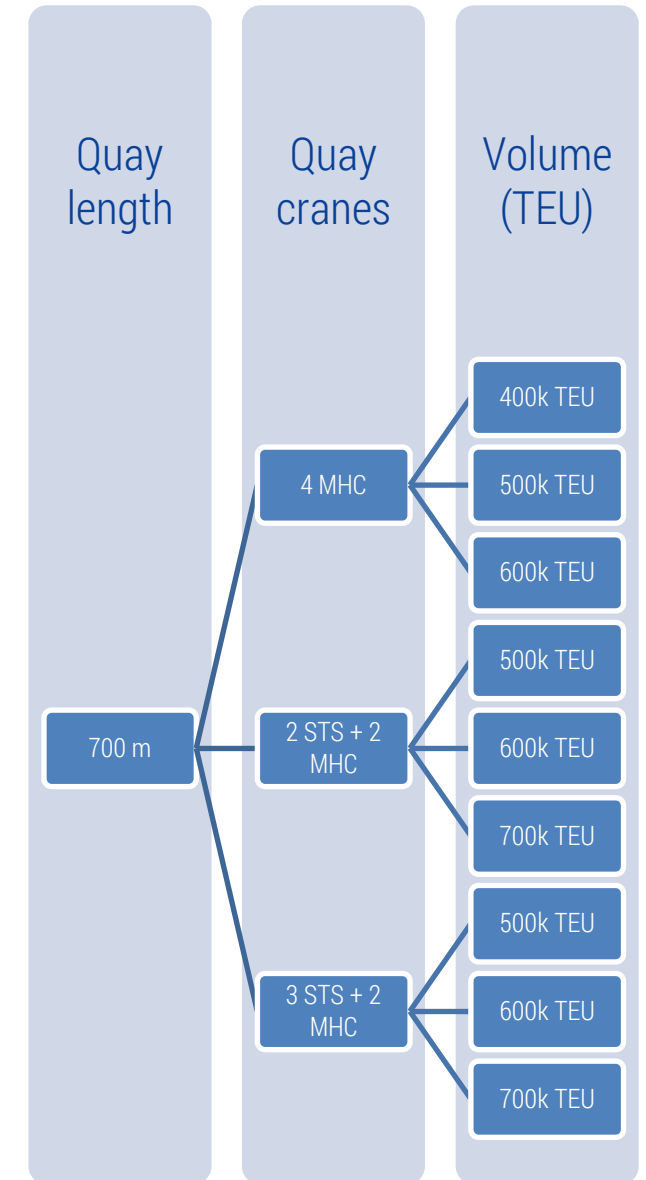 Quay
length
Quay
cranes
Volume
(TEU)
700 m
4 MHC
2 STS + 2
MHC
3 STS + 2
MHC
400k TEU
500k TEU
600k TEU
500k TEU
600k TEU
700k TEU
500k TEU
600k TEU
700k TEU